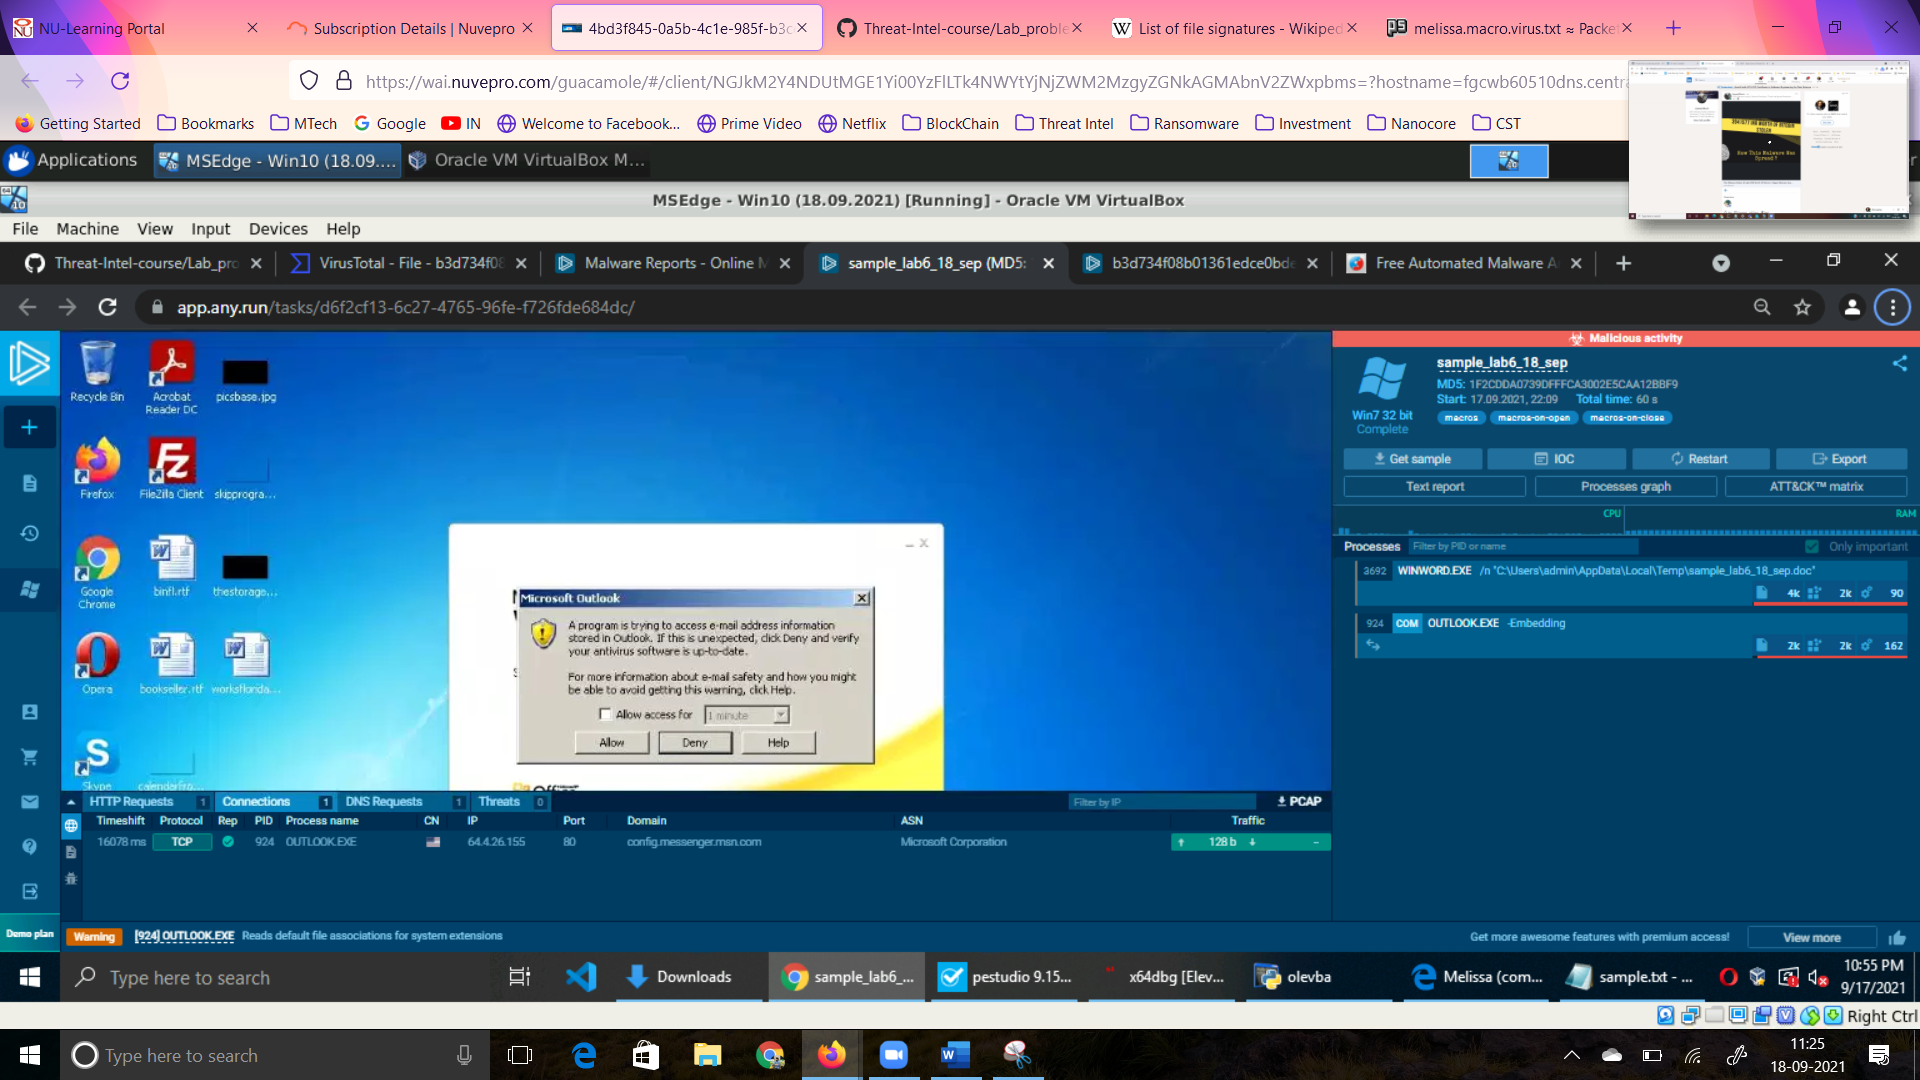 NU-Learning Portal
Subscription Details | Nuvepro
4bd3f845-0a5b-4c1e-985f-b3c
Threat-Intel-course/Lab_proble
List of file signatures - Wikiped
melissa.macro.virus.txt ≈ Packe
https://wai.nuvepro.com/guacamole/#/client/NGJkM2Y4NDUtMGE1Yi00YzFlLTk4NWYtYjNjZWM2MzgyZGNkAGMAbnV2ZWxpbms=?hostname=fgcwb60510dns.centra
Getting Started Bookmarks MTech Google IN Welcome to Facebook... Prime Video Netflix BlockChain Threat Intel Ransomware Investment Nanocore CST
Applications MSEdge - Win10 (18.09.... Oracle VM VirtualBox M...
MSEdge - Win10 (18.09.2021) [Running] - Oracle VM VirtualBox
File Machine View Input Devices Help
Threat-Intel-course/Lab_pro
VirusTotal - File - b3d734f08
Malware Reports - Online M
sample_lab6_18_sep (MD5:
b3d734f08b01361edce0bde
Free Automated Malware A
app.any.run/tasks/d6f2cf13-6c27-4765-96fe-f726fde684dc/
Malicious activity
sample_lab6_18_sep
MD5: 1F2CDDA0739DFFFCA3002E5CAA12BBF9
Start: 17.09.2021, 22:09 Total time: 60 s
Win7 32 bit
Complete
macros macros-on-open macros-on-close
Get sample IOC Restart Export
Text report Processes graph ATT&CK™ matrix
CPU RAM
Processes Filter by PID or name Only important
3692 WINWORD.EXE /n "C:\Users\admin\AppData\Local\Temp\sample_lab6_18_sep.doc"
4k 2k 90
924 COM OUTLOOK.EXE -Embedding
2k 2k 162
Recycle Bin
Acrobat Reader DC
picsbase.jpg
Firefox
FileZilla Client
skipprogra...
Google Chrome
binfl.rtf
thestorage...
Opera
bookseller.rtf
workstlanda...
Skype
calendarfro...
Microsoft Outlook
A program is trying to access e-mail address information
stored in Outlook. If this is unexpected, click Deny and verify
your antivirus software is up-to-date.
For more information about e-mail safety and how you might
be able to avoid getting this warning, click Help.
Allow access for 1 minute
Allow Deny Help
HTTP Requests 1 Connections 1 DNS Requests 1 Threats 0 Filter by IP PCAP
Timeshift Protocol Rep PID Process name CN IP Port Domain ASN Traffic
16078 ms TCP 924 OUTLOOK.EXE 64.4.26.155 80 config.messenger.msn.com Microsoft Corporation 128 b –
Demo plan
Warning [924] OUTLOOK.EXE Reads default file associations for system extensions
Get more awesome features with premium access! View more
Type here to search Downloads sample_lab6_... pestudio 9.15... x64dbg [Elev... olevba Melissa (com... sample.txt - ...
10:55 PM
9/17/2021
Right Ctrl
Type here to search
11:25
18-09-2021